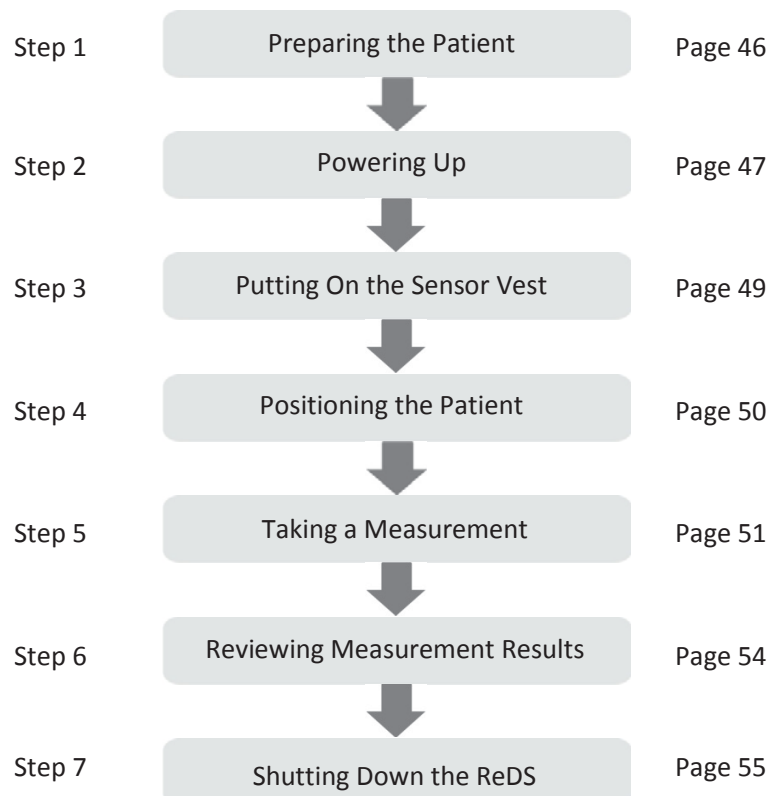 Step 1 Preparing the Patient Page 46
Step 2 Powering Up Page 47
Step 3 Putting On the Sensor Vest Page 49
Step 4 Positioning the Patient Page 50
Step 5 Taking a Measurement Page 51
Step 6 Reviewing Measurement Results Page 54
Step 7 Shutting Down the ReDS Page 55